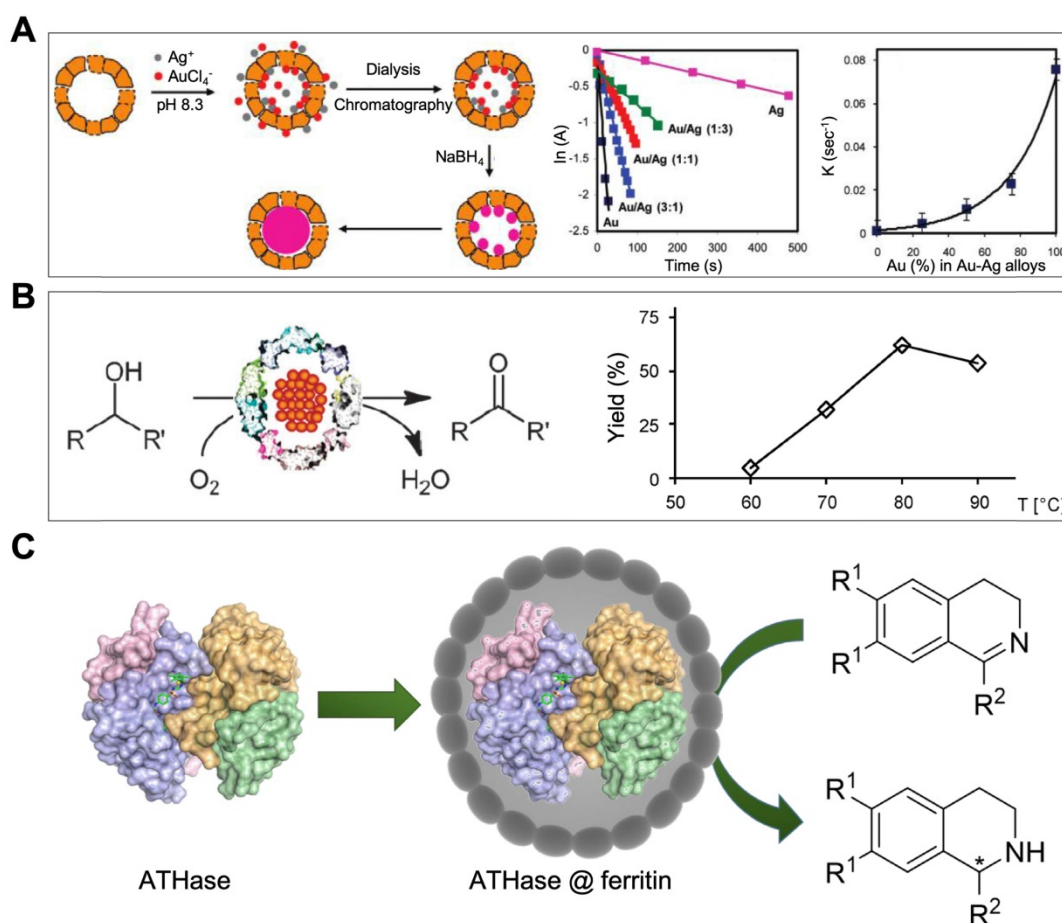 A
Ag⁺
AuCl₄⁻
pH 8.3
Dialysis
Chromatography
NaBH₄
ln (A)
0
-0.5
-1
-1.5
-2
-2.5
Ag
Au/Ag (1:3)
Au/Ag (1:1)
Au/Ag (3:1)
Au
0 100 200 300 400 500
Time (s)
K (sec⁻¹)
0.08
0.06
0.04
0.02
0
0 20 40 60 80 100
Au (%) in Au-Ag alloys
B
OH
R R'
O₂
H₂O
O
R R'
Yield (%)
75
50
25
0
50 60 70 80 90 T [°C]
C
ATHase
ATHase @ ferritin
R¹
R¹
N
R²
R¹
R¹
NH
*
R²